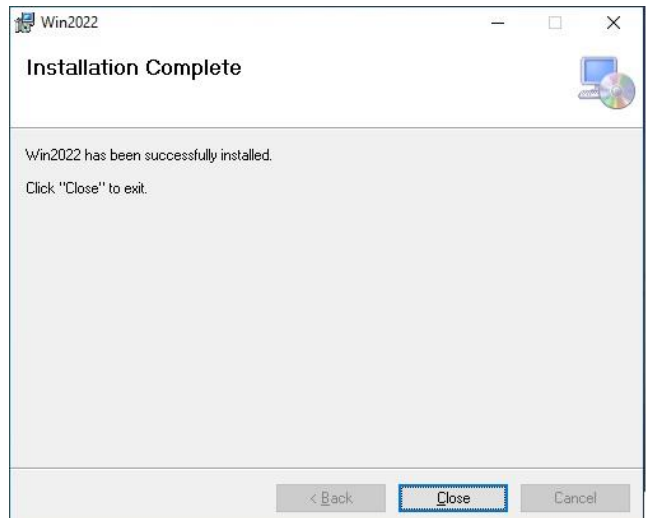 Win2022
Installation Complete
Win2022 has been successfully installed.
Click "Close" to exit.
< Back
Close
Cancel